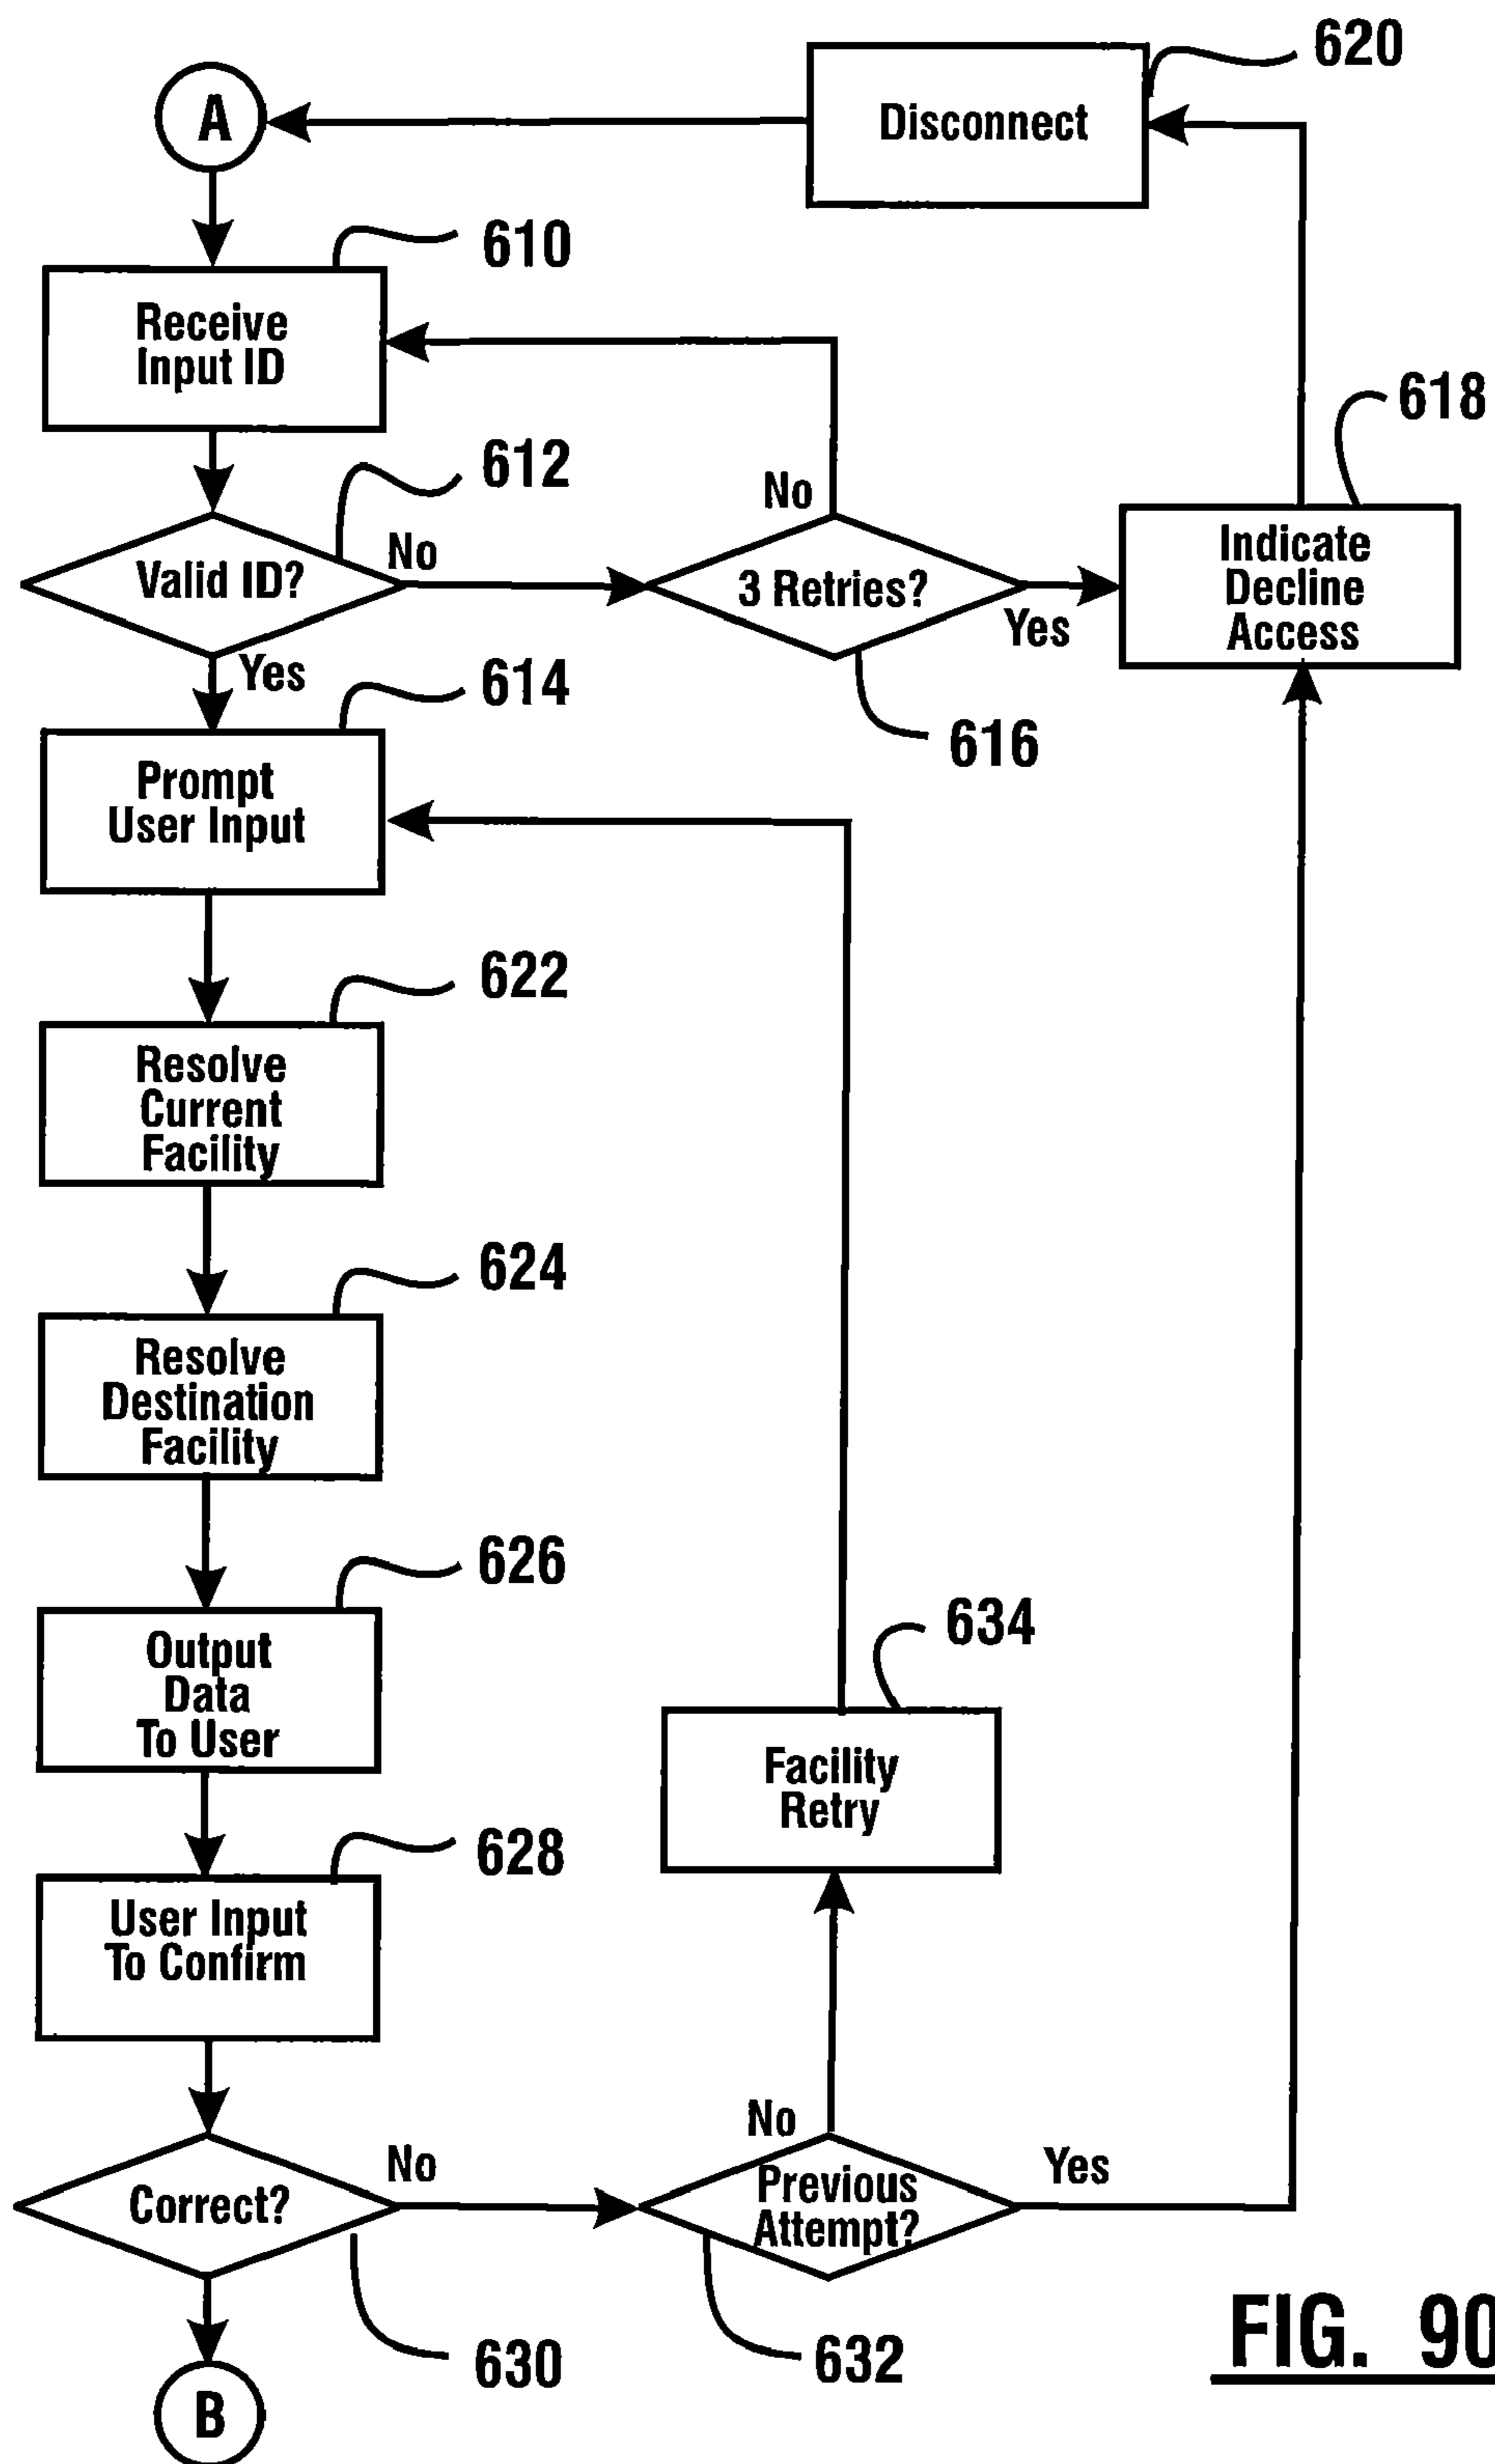 620
A
Disconnect
610
Receive
Input ID
618
612
No
No
Valid ID?
3 Retries?
Yes
Indicate
Decline
Access
Yes
614
616
Prompt
User Input
622
Resolve
Current
Facility
624
Resolve
Destination
Facility
626
Output
Data
To User
634
Facility
Retry
628
User Input
To Confirm
No
No
Yes
Correct?
Previous
Attempt?
630
632
FIG. 90
B